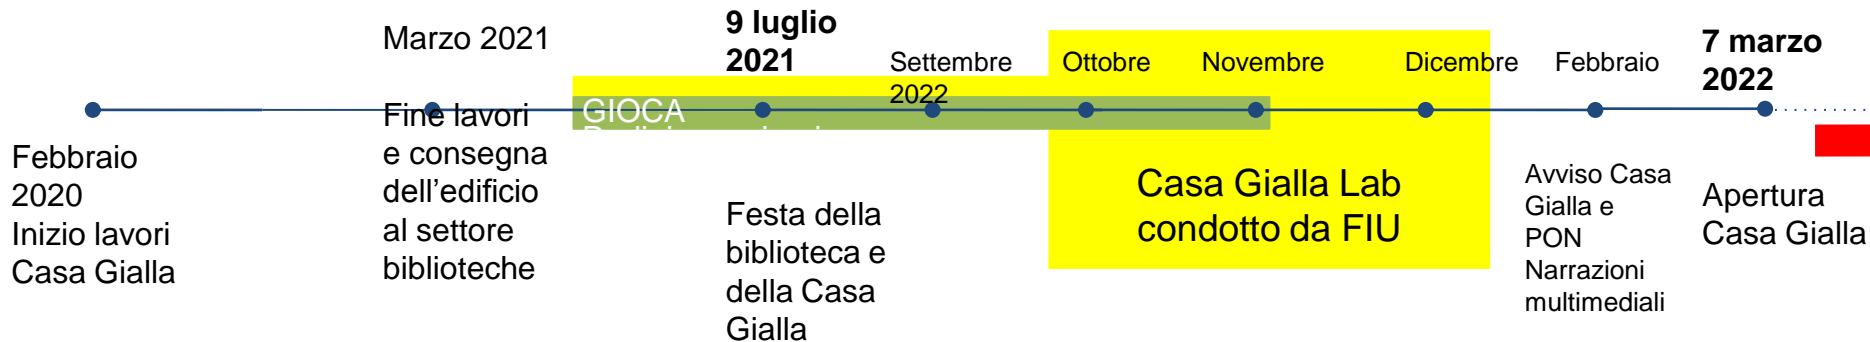 Febbraio
2020
Inizio lavori
Casa Gialla
Marzo 2021
Fine lavori
e consegna
dell'edificio
al settore
biblioteche
GIOCA
9 luglio
2021
Festa della
biblioteca e
della Casa
Gialla
Settembre
2022
Ottobre
Novembre
Dicembre
Casa Gialla Lab
condotto da FIU
Febbraio
Avviso Casa
Gialla e
PON
Narrazioni
multimediali
7 marzo
2022
Apertura
Casa Gialla